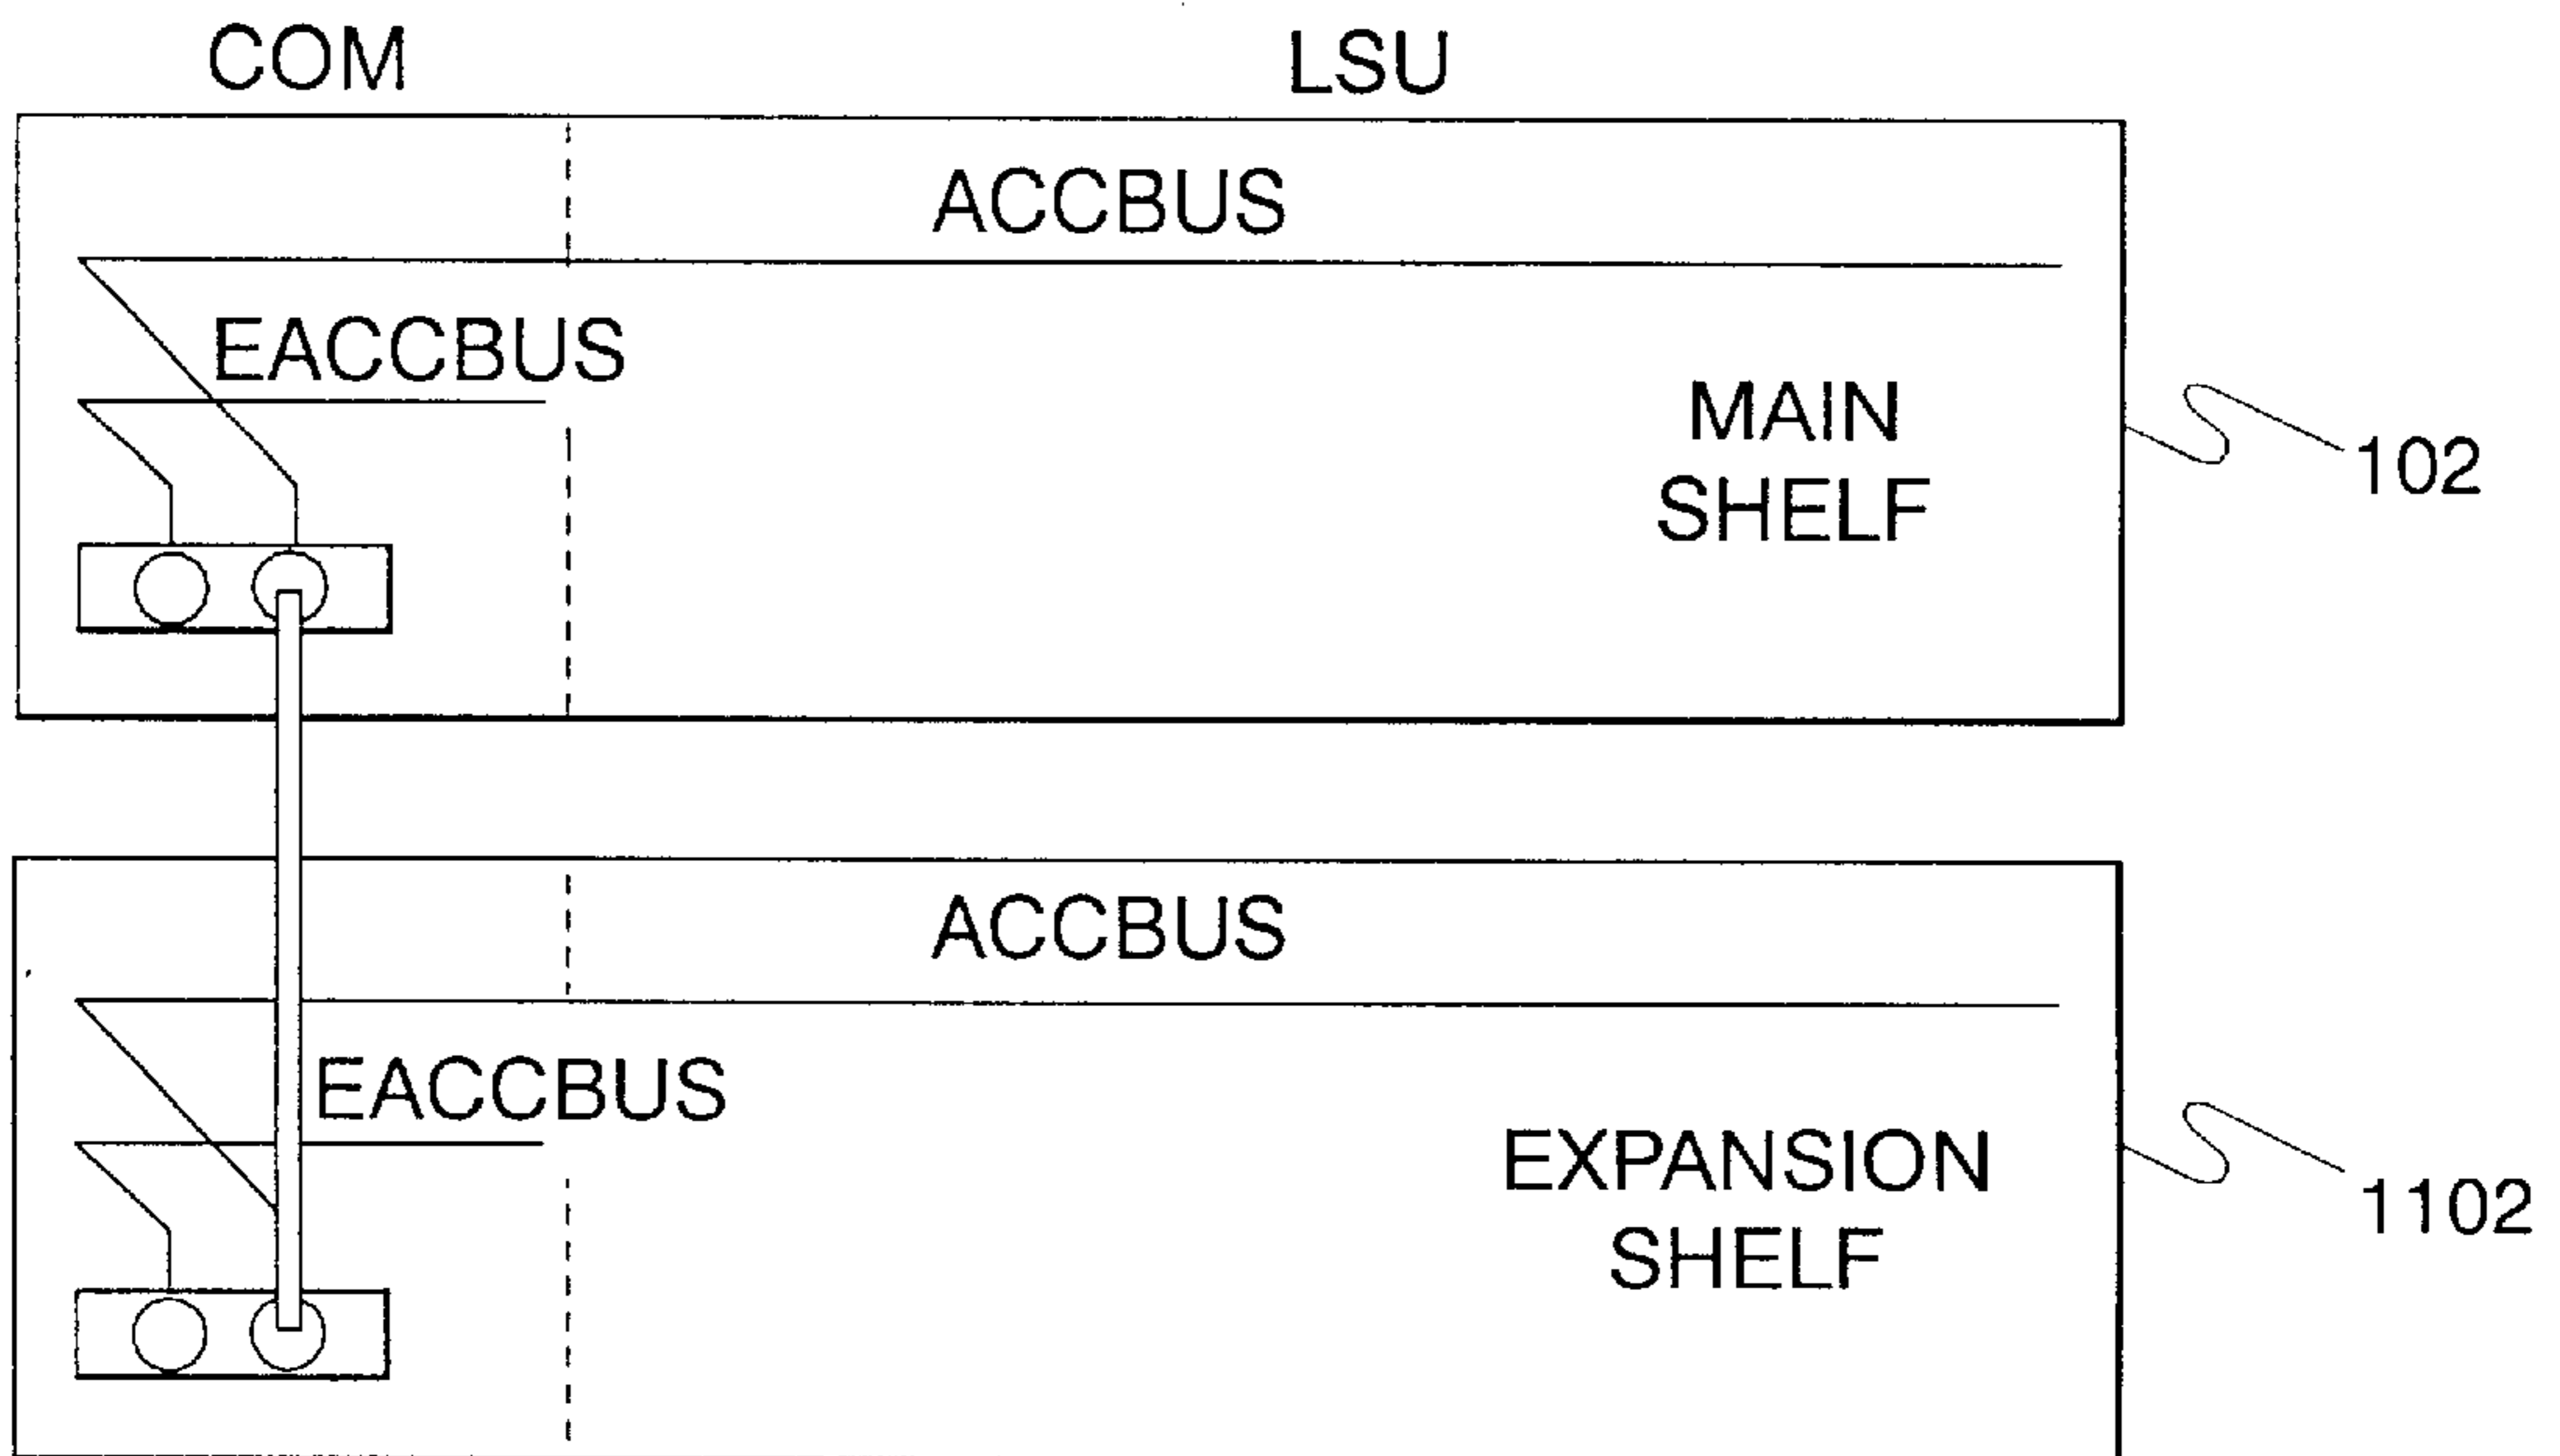 COM LSU
ACCBUS
EACCBUS
MAIN
SHELF
102
ACCBUS
EACCBUS
EXPANSION
SHELF
1102